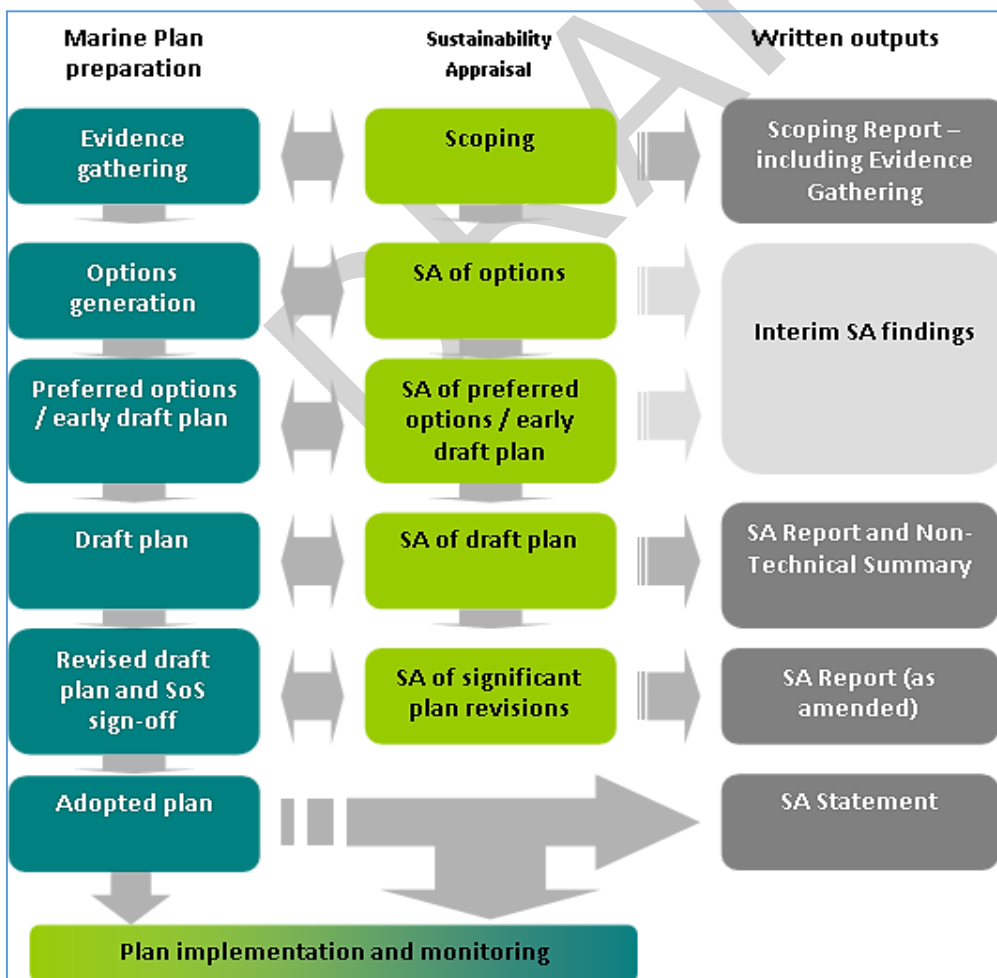 Marine Plan
preparation
Sustainability
Appraisal
Written outputs
Evidence
gathering
Scoping
Scoping Report –
including Evidence
Gathering
Options
generation
SA of options
Interim SA findings
Preferred options
/ early draft plan
SA of preferred
options / early
draft plan
Draft plan
SA of draft plan
SA Report and Non-
Technical Summary
Revised draft
plan and SoS
sign-off
SA of significant
plan revisions
SA Report (as
amended)
Adopted plan
SA Statement
Plan implementation and monitoring